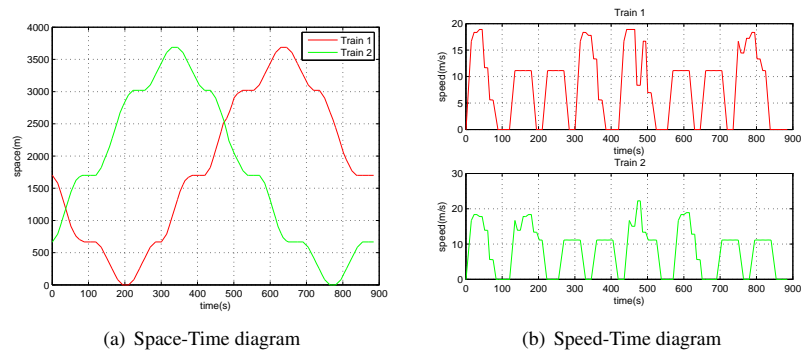 Train 1
Train 2
space(m)
4000
3500
3000
2500
2000
1500
1000
500
0
0 100 200 300 400 500 600 700 800 900
time(s)
(a) Space-Time diagram
Train 1
speed(m/s)
20
15
10
5
0
0 100 200 300 400 500 600 700 800 900
time(s)
Train 2
speed(m/s)
30
20
10
0
0 100 200 300 400 500 600 700 800 900
time(s)
(b) Speed-Time diagram